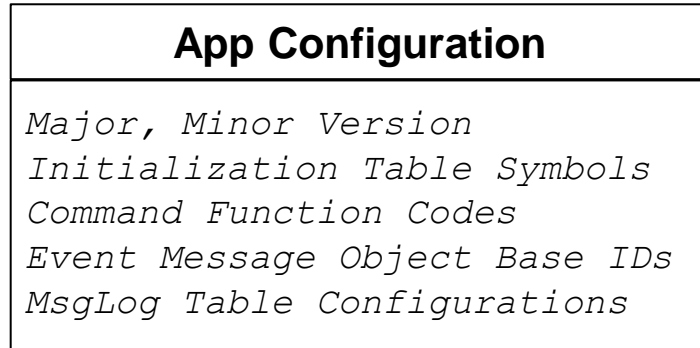 App Configuration
Major, Minor Version
Initialization Table Symbols
Command Function Codes
Event Message Object Base IDs
MsgLog Table Configurations